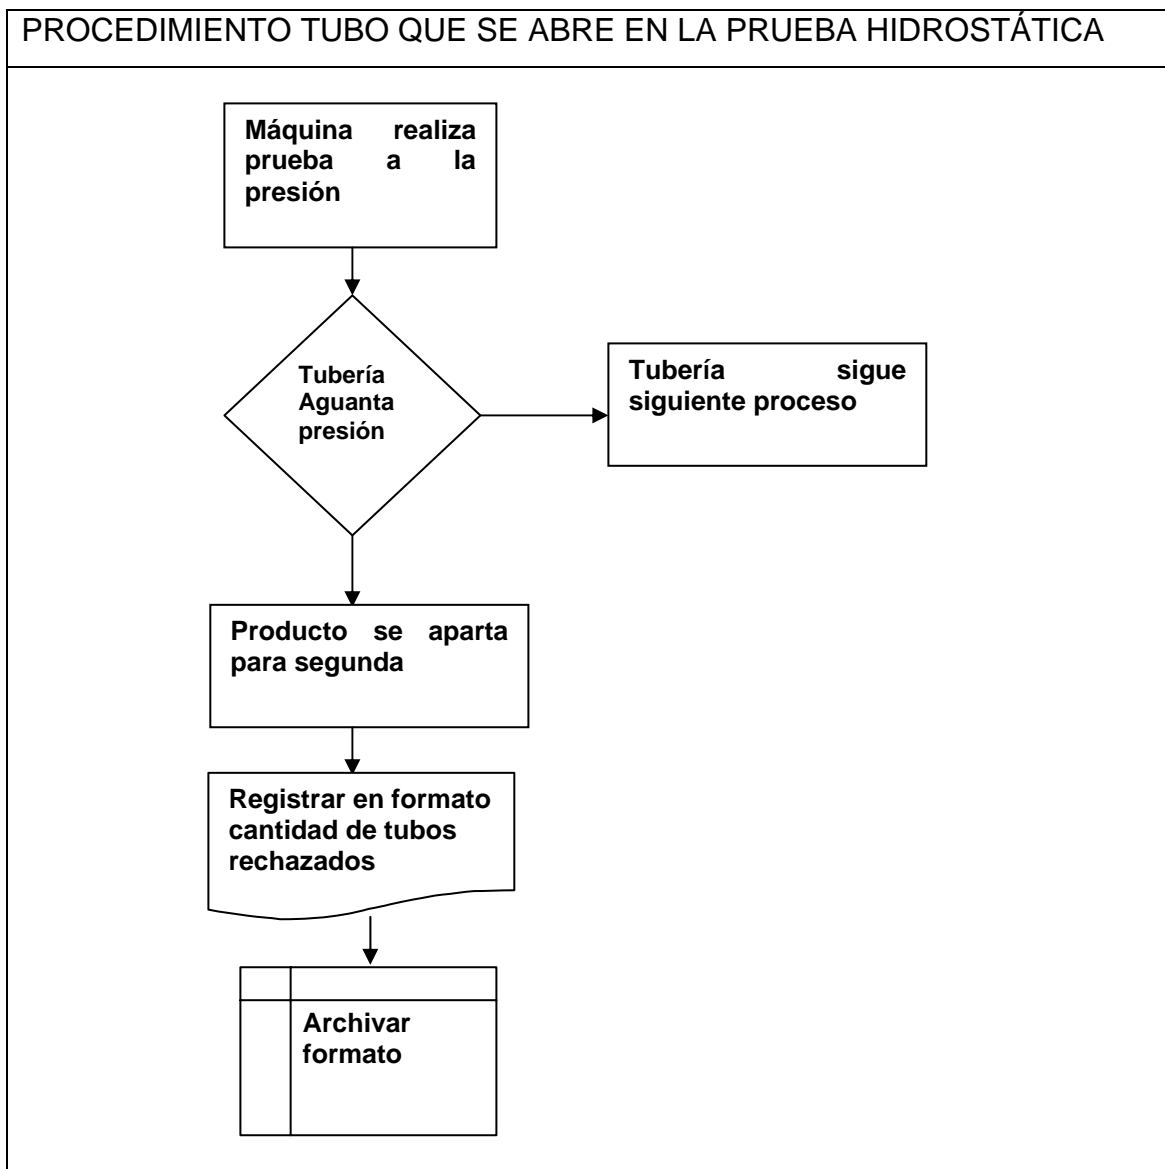 PROCEDIMIENTO TUBO QUE SE ABRE EN LA PRUEBA HIDROSTÁTICA
Máquina realiza
prueba a la
presión
Tubería
Aguanta
presión
Tubería sigue
siguiente proceso
Producto se aparta
para segunda
Registrar en formato
cantidad de tubos
rechazados
Archivar
formato